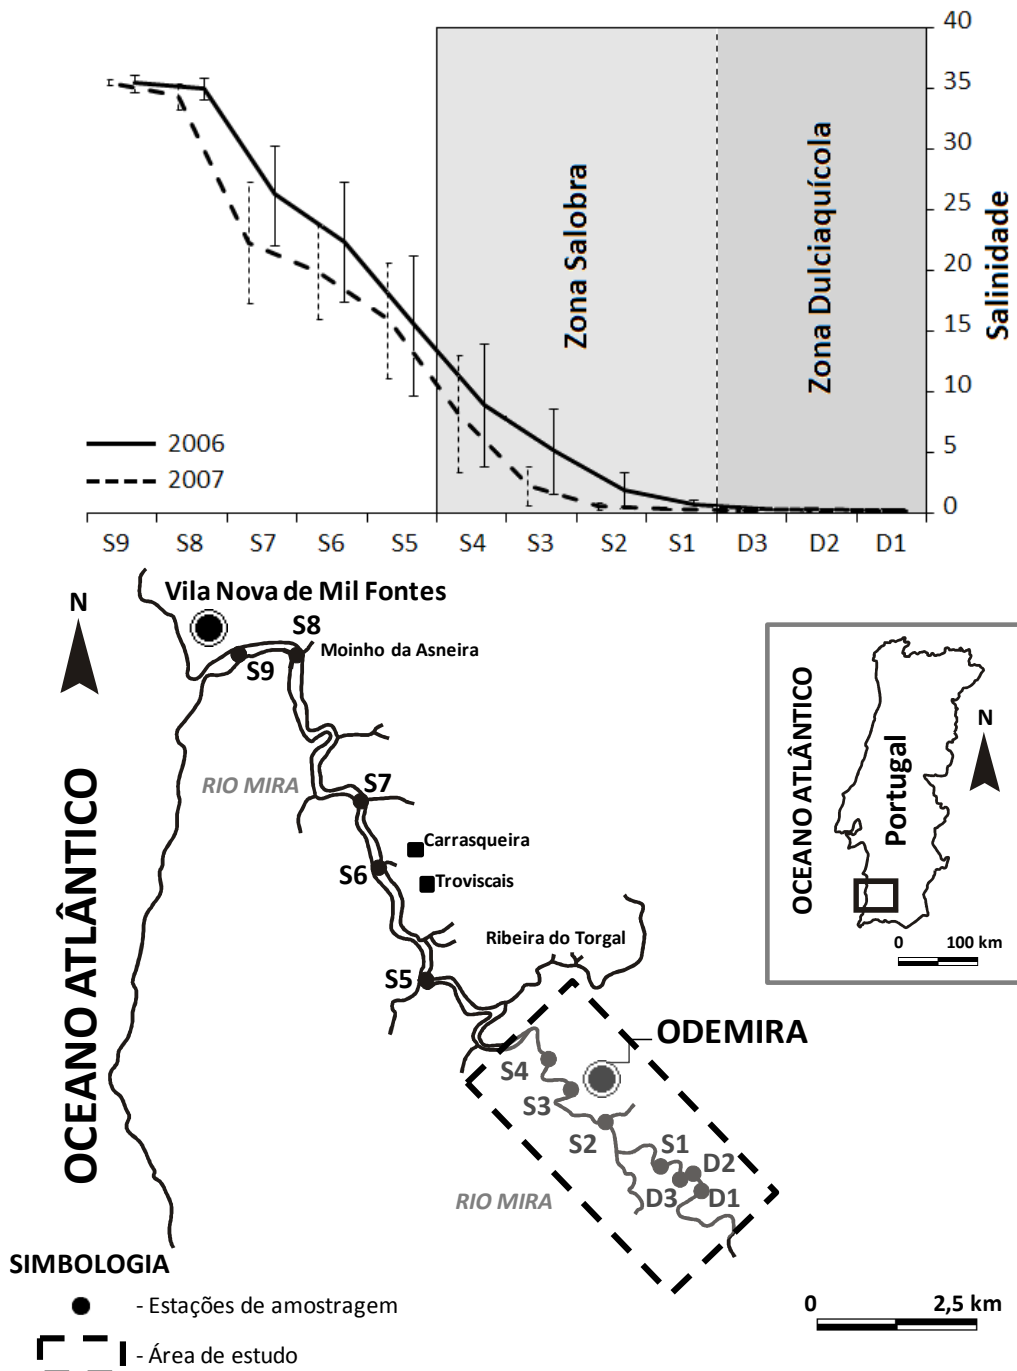 40
35
30
25
20
15
10
5
0
Salinidade
Zona Salobra
Zona Dulciaquícola
2006
2007
S9 S8 S7 S6 S5 S4 S3 S2 S1 D3 D2 D1
Vila Nova de Mil Fontes
N
S8
Moinho da Asneira
S9
RIO MIRA
S7
Carrasqueira
S6
Troviscais
Ribeira do Torgal
S5
OCEANO ATLÂNTICO
ODEMIRA
S4
S3
S2
S1
D2
D3
D1
RIO MIRA
OCEANO ATLÂNTICO
Portugal
N
0 100 km
SIMBOLOGIA
- Estações de amostragem
- Área de estudo
0 2,5 km